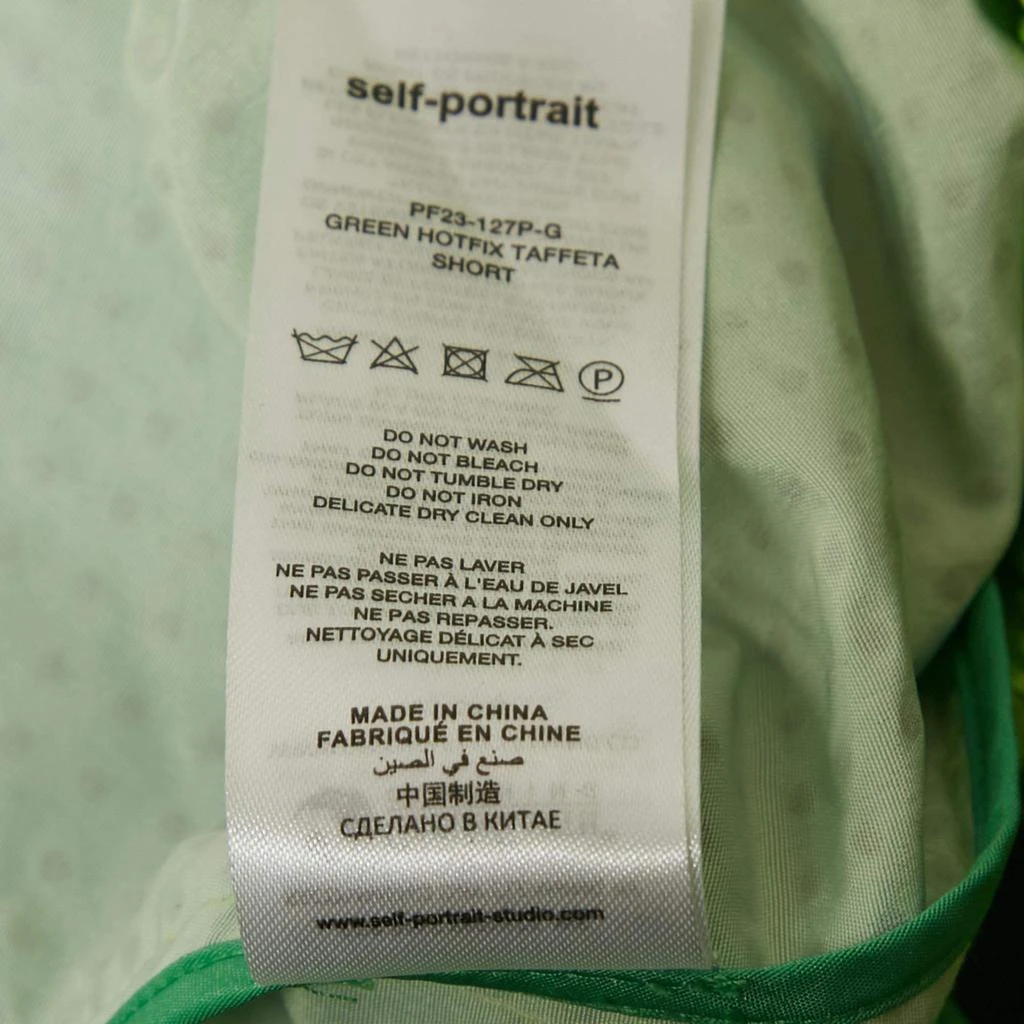 self-portrait
PF23-127P-G
GREEN HOTFIX TAFFETA
SHORT
P
DO NOT WASH
DO NOT BLEACH
DO NOT TUMBLE DRY
DO NOT IRON
DELICATE DRY CLEAN ONLY
NE PAS LAVER
NE PAS PASSER À L'EAU DE JAVEL
NE PAS SECHER A LA MACHINE
NE PAS REPASSER.
NETTOYAGE DÉLICAT À SEC
UNIQUEMENT.
MADE IN CHINA
FABRIQUÉ EN CHINE
صنع في الصين
中国制造
СДЕЛАНО В КИТАЕ
www.self-portrait-studio.com